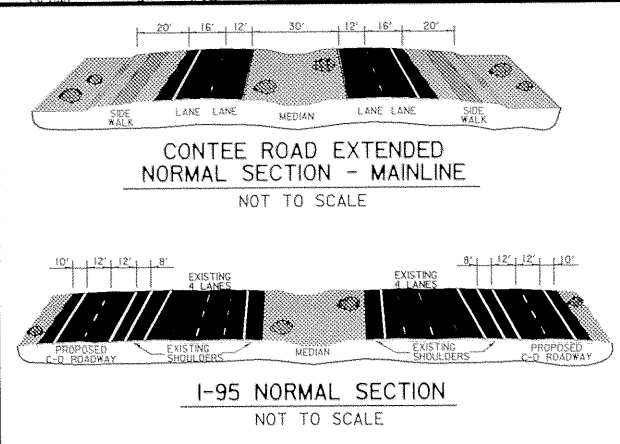 20' 16' 12' 30' 12' 16' 20'
SIDE WALK LANE LANE MEDIAN LANE LANE SIDE WALK
CONTEE ROAD EXTENDED
NORMAL SECTION - MAINLINE
NOT TO SCALE
10' 12' 12' 8' EXISTING 4 LANES EXISTING 4 LANES 8' 12' 12' 10'
PROPOSED C-D ROADWAY EXISTING SHOULDERS MEDIAN EXISTING SHOULDERS PROPOSED C-D ROADWAY
I-95 NORMAL SECTION
NOT TO SCALE